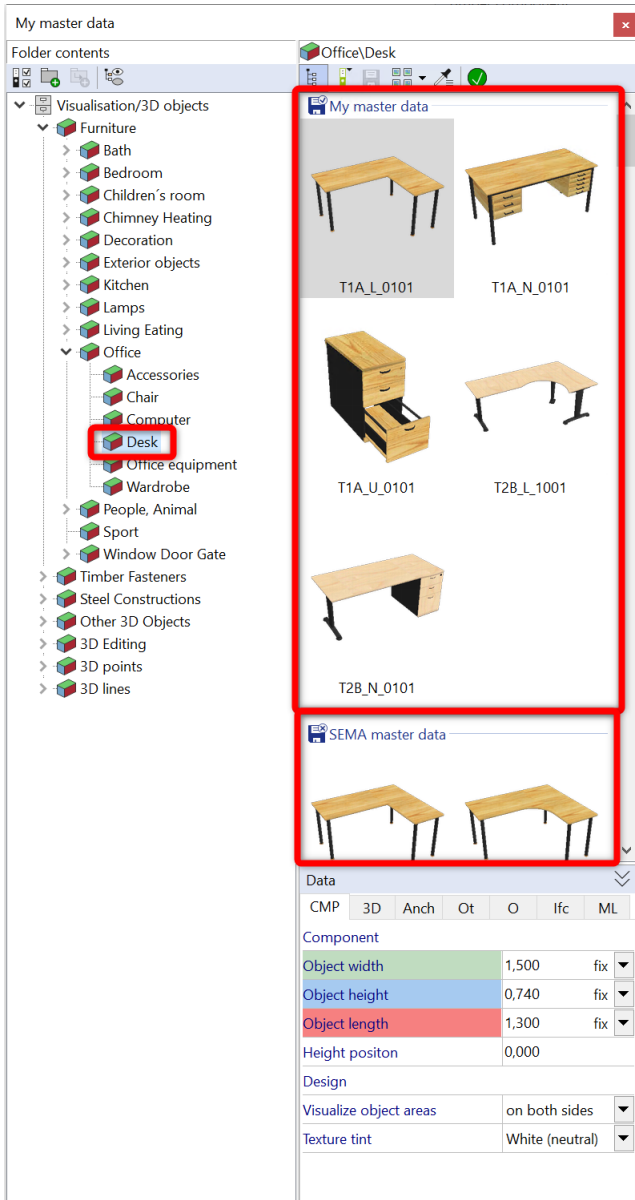 My master data
Folder contents
Office\Desk
Visualisation/3D objects
Furniture
Bath
Bedroom
Children´s room
Chimney Heating
Decoration
Exterior objects
Kitchen
Lamps
Living Eating
Office
Accessories
Chair
Computer
Desk
Office equipment
Wardrobe
People, Animal
Sport
Window Door Gate
Timber Fasteners
Steel Constructions
Other 3D Objects
3D Editing
3D points
3D lines
My master data
T1A_L_0101 T1A_N_0101
T1A_U_0101 T2B_L_1001
T2B_N_0101
SEMA master data
Data
CMP 3D Anch Ot O Ifc ML
Component
Object width 1,500 fix
Object height 0,740 fix
Object length 1,300 fix
Height positon 0,000
Design
Visualize object areas on both sides
Texture tint White (neutral)